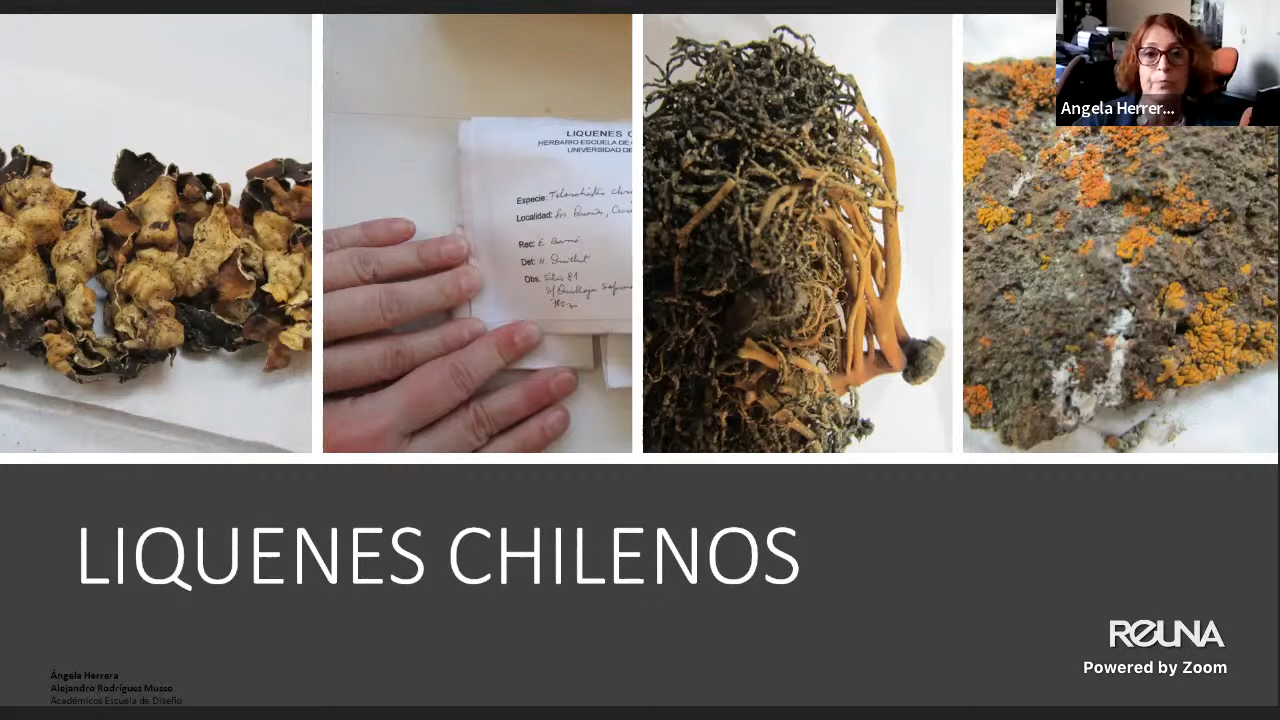 Angela Herrer...
LIQUENES
HERBARIO ESCUELA DE
UNIVERSIDAD
Especie:
Localidad: Los
Rec: E.
Det: H.
Obs.
LIQUENES CHILENOS
REUNA
Powered by Zoom
Ángela Herrera
Alejandro Rodríguez Musso
Académicos Escuela de Diseño